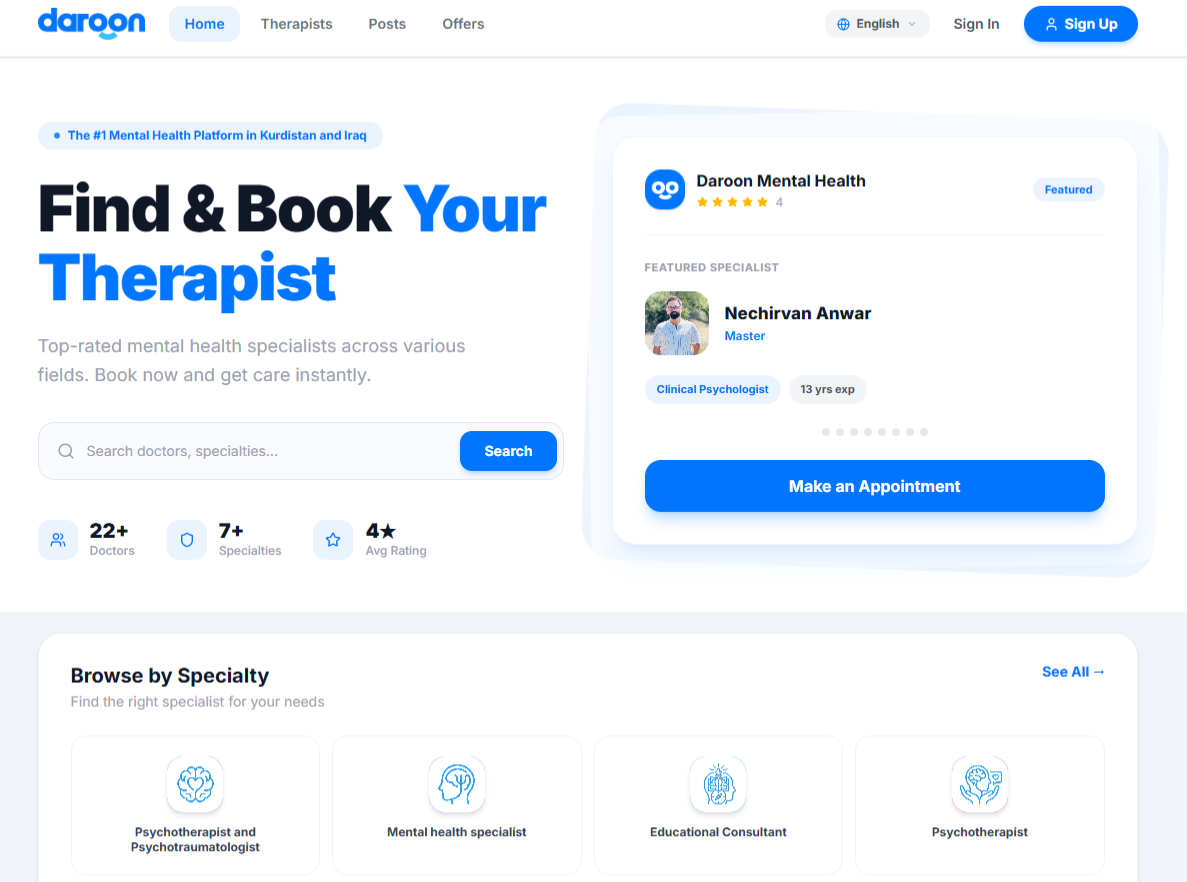 daroon
Home
Therapists
Posts
Offers
English
Sign In
Sign Up
The #1 Mental Health Platform in Kurdistan and Iraq
Find & Book Your
Therapist
Top-rated mental health specialists across various
fields. Book now and get care instantly.
Search doctors, specialties...
Search
22+
Doctors
7+
Specialties
4★
Avg Rating
Daroon Mental Health
4
Featured
FEATURED SPECIALIST
Nechirvan Anwar
Master
Clinical Psychologist
13 yrs exp
Make an Appointment
Browse by Specialty
Find the right specialist for your needs
See All →
Psychotherapist and
Psychotraumatologist
Mental health specialist
Educational Consultant
Psychotherapist